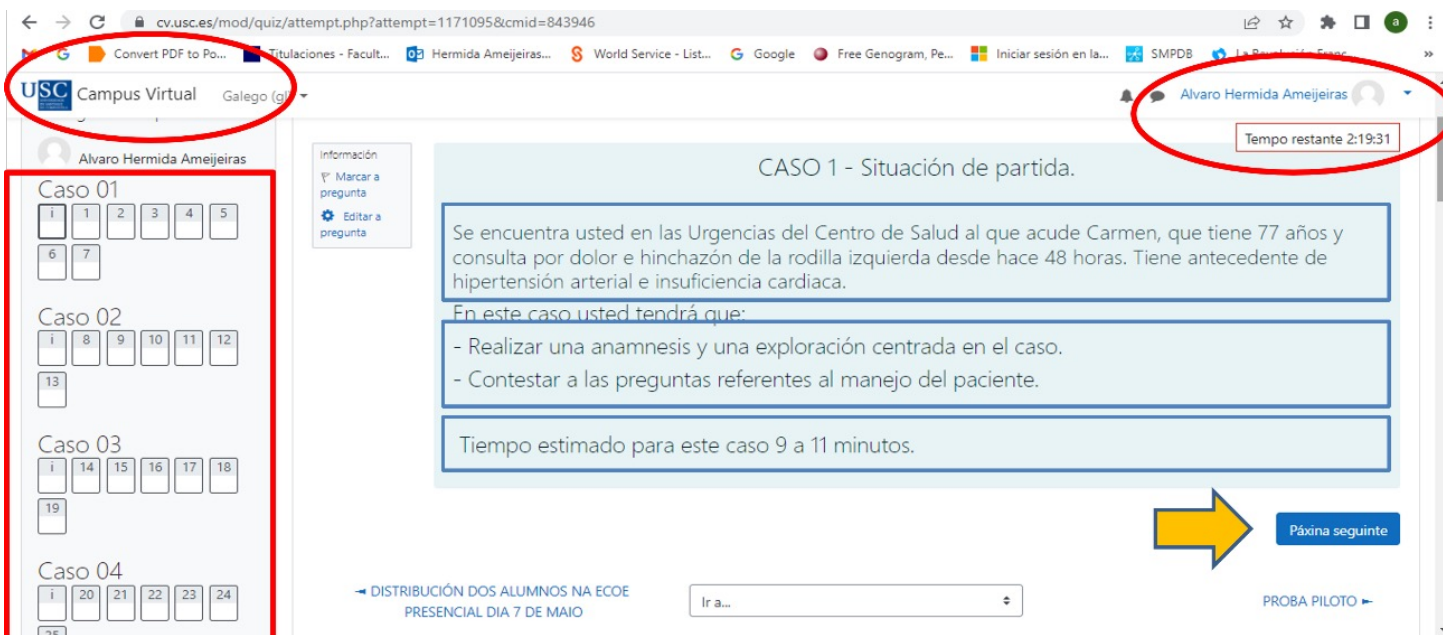 cv.usc.es/mod/quiz/attempt.php?attempt=1171095&cmid=843946
Convert PDF to Po...
Titulaciones - Facult...
Hermida Ameijeiras...
World Service - List...
Google
Free Genogram, Pe...
Iniciar sesión en la...
SMPDB
La Revolución Franc...
USC Campus Virtual
Galego (gl)
Alvaro Hermida Ameijeiras
Tempo restante 2:19:31
Alvaro Hermida Ameijeiras
Caso 01
i 1 2 3 4 5
6 7
Caso 02
i 8 9 10 11 12
13
Caso 03
i 14 15 16 17 18
19
Caso 04
i 20 21 22 23 24
25
Información
Marcar a
pregunta
Editar a
pregunta
CASO 1 - Situación de partida.
Se encuentra usted en las Urgencias del Centro de Salud al que acude Carmen, que tiene 77 años y
consulta por dolor e hinchazón de la rodilla izquierda desde hace 48 horas. Tiene antecedente de
hipertensión arterial e insuficiencia cardiaca.
En este caso usted tendrá que:
- Realizar una anamnesis y una exploración centrada en el caso.
- Contestar a las preguntas referentes al manejo del paciente.
Tiempo estimado para este caso 9 a 11 minutos.
Páxina seguinte
◄ DISTRIBUCIÓN DOS ALUMNOS NA ECOE
PRESENCIAL DIA 7 DE MAIO
Ir a...
PROBA PILOTO ►